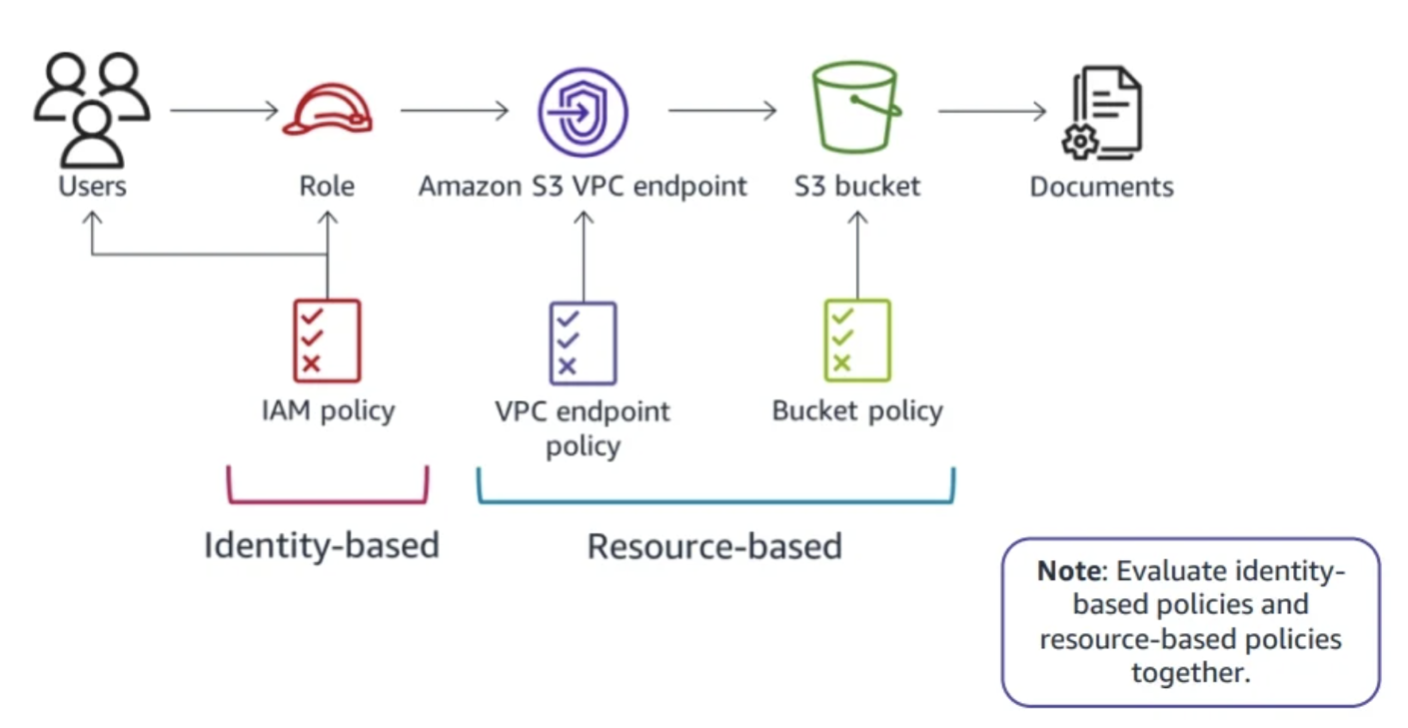 Users
Role
Amazon S3 VPC endpoint
S3 bucket
Documents
IAM policy
VPC endpoint
policy
Bucket policy
Identity-based
Resource-based
Note: Evaluate identity-
based policies and
resource-based policies
together.